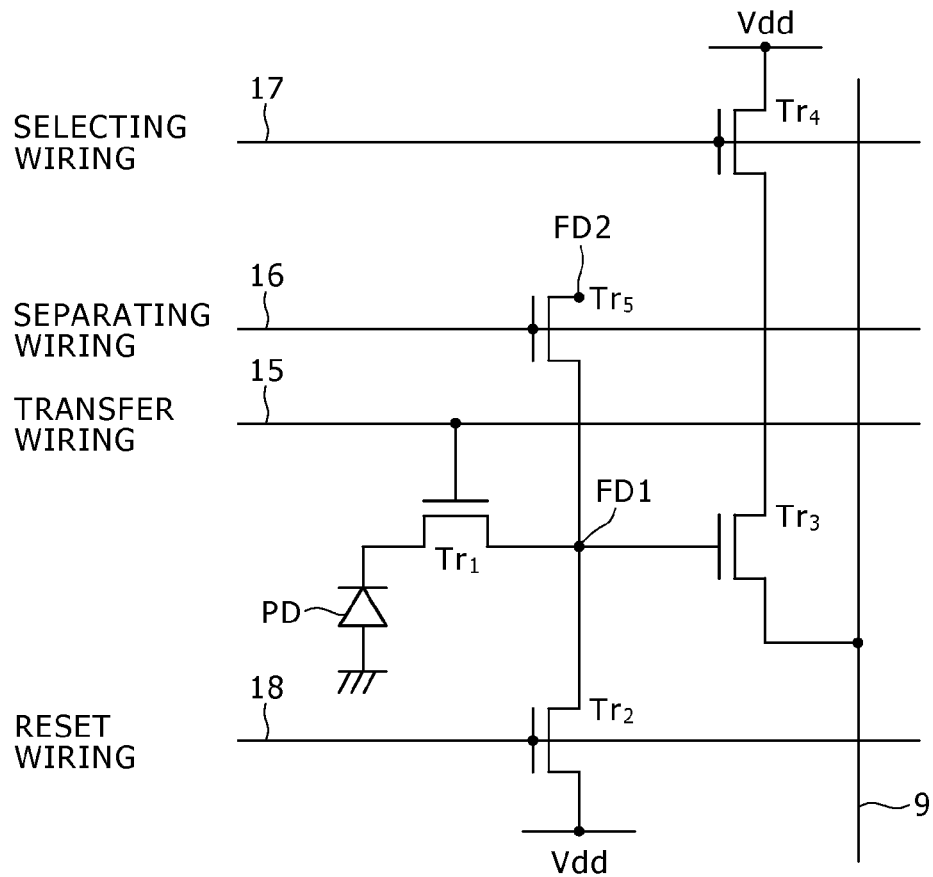 Vdd
17
SELECTING
WIRING
Tr4
FD2
16
SEPARATING
WIRING
Tr5
15
TRANSFER
WIRING
FD1
Tr3
Tr1
PD
18
RESET
WIRING
Tr2
9
Vdd